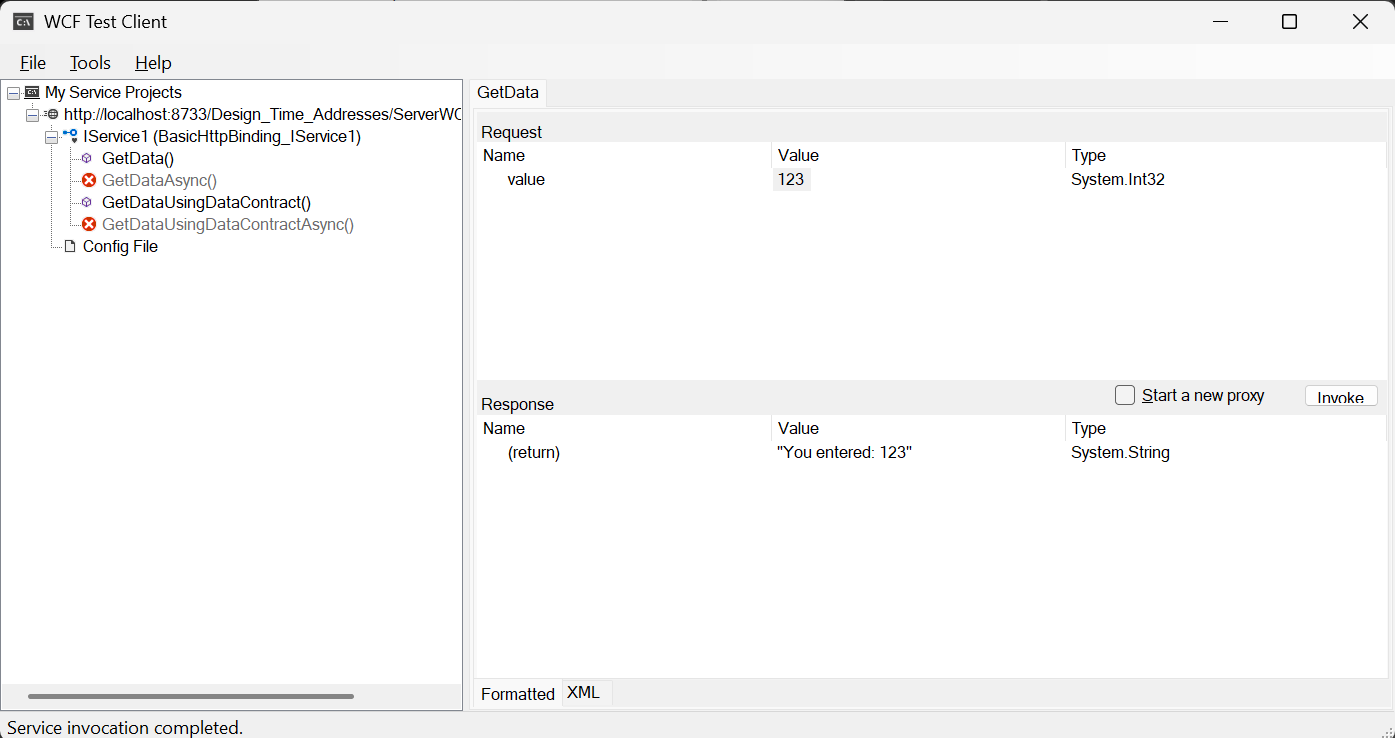 WCF Test Client
File Tools Help
My Service Projects
http://localhost:8733/Design_Time_Addresses/ServerWC
IService1 (BasicHttpBinding_IService1)
GetData()
GetDataAsync()
GetDataUsingDataContract()
GetDataUsingDataContractAsync()
Config File
GetData
Request
Name Value Type
value 123 System.Int32
Start a new proxy Invoke
Response
Name Value Type
(return) "You entered: 123" System.String
Formatted XML
Service invocation completed.